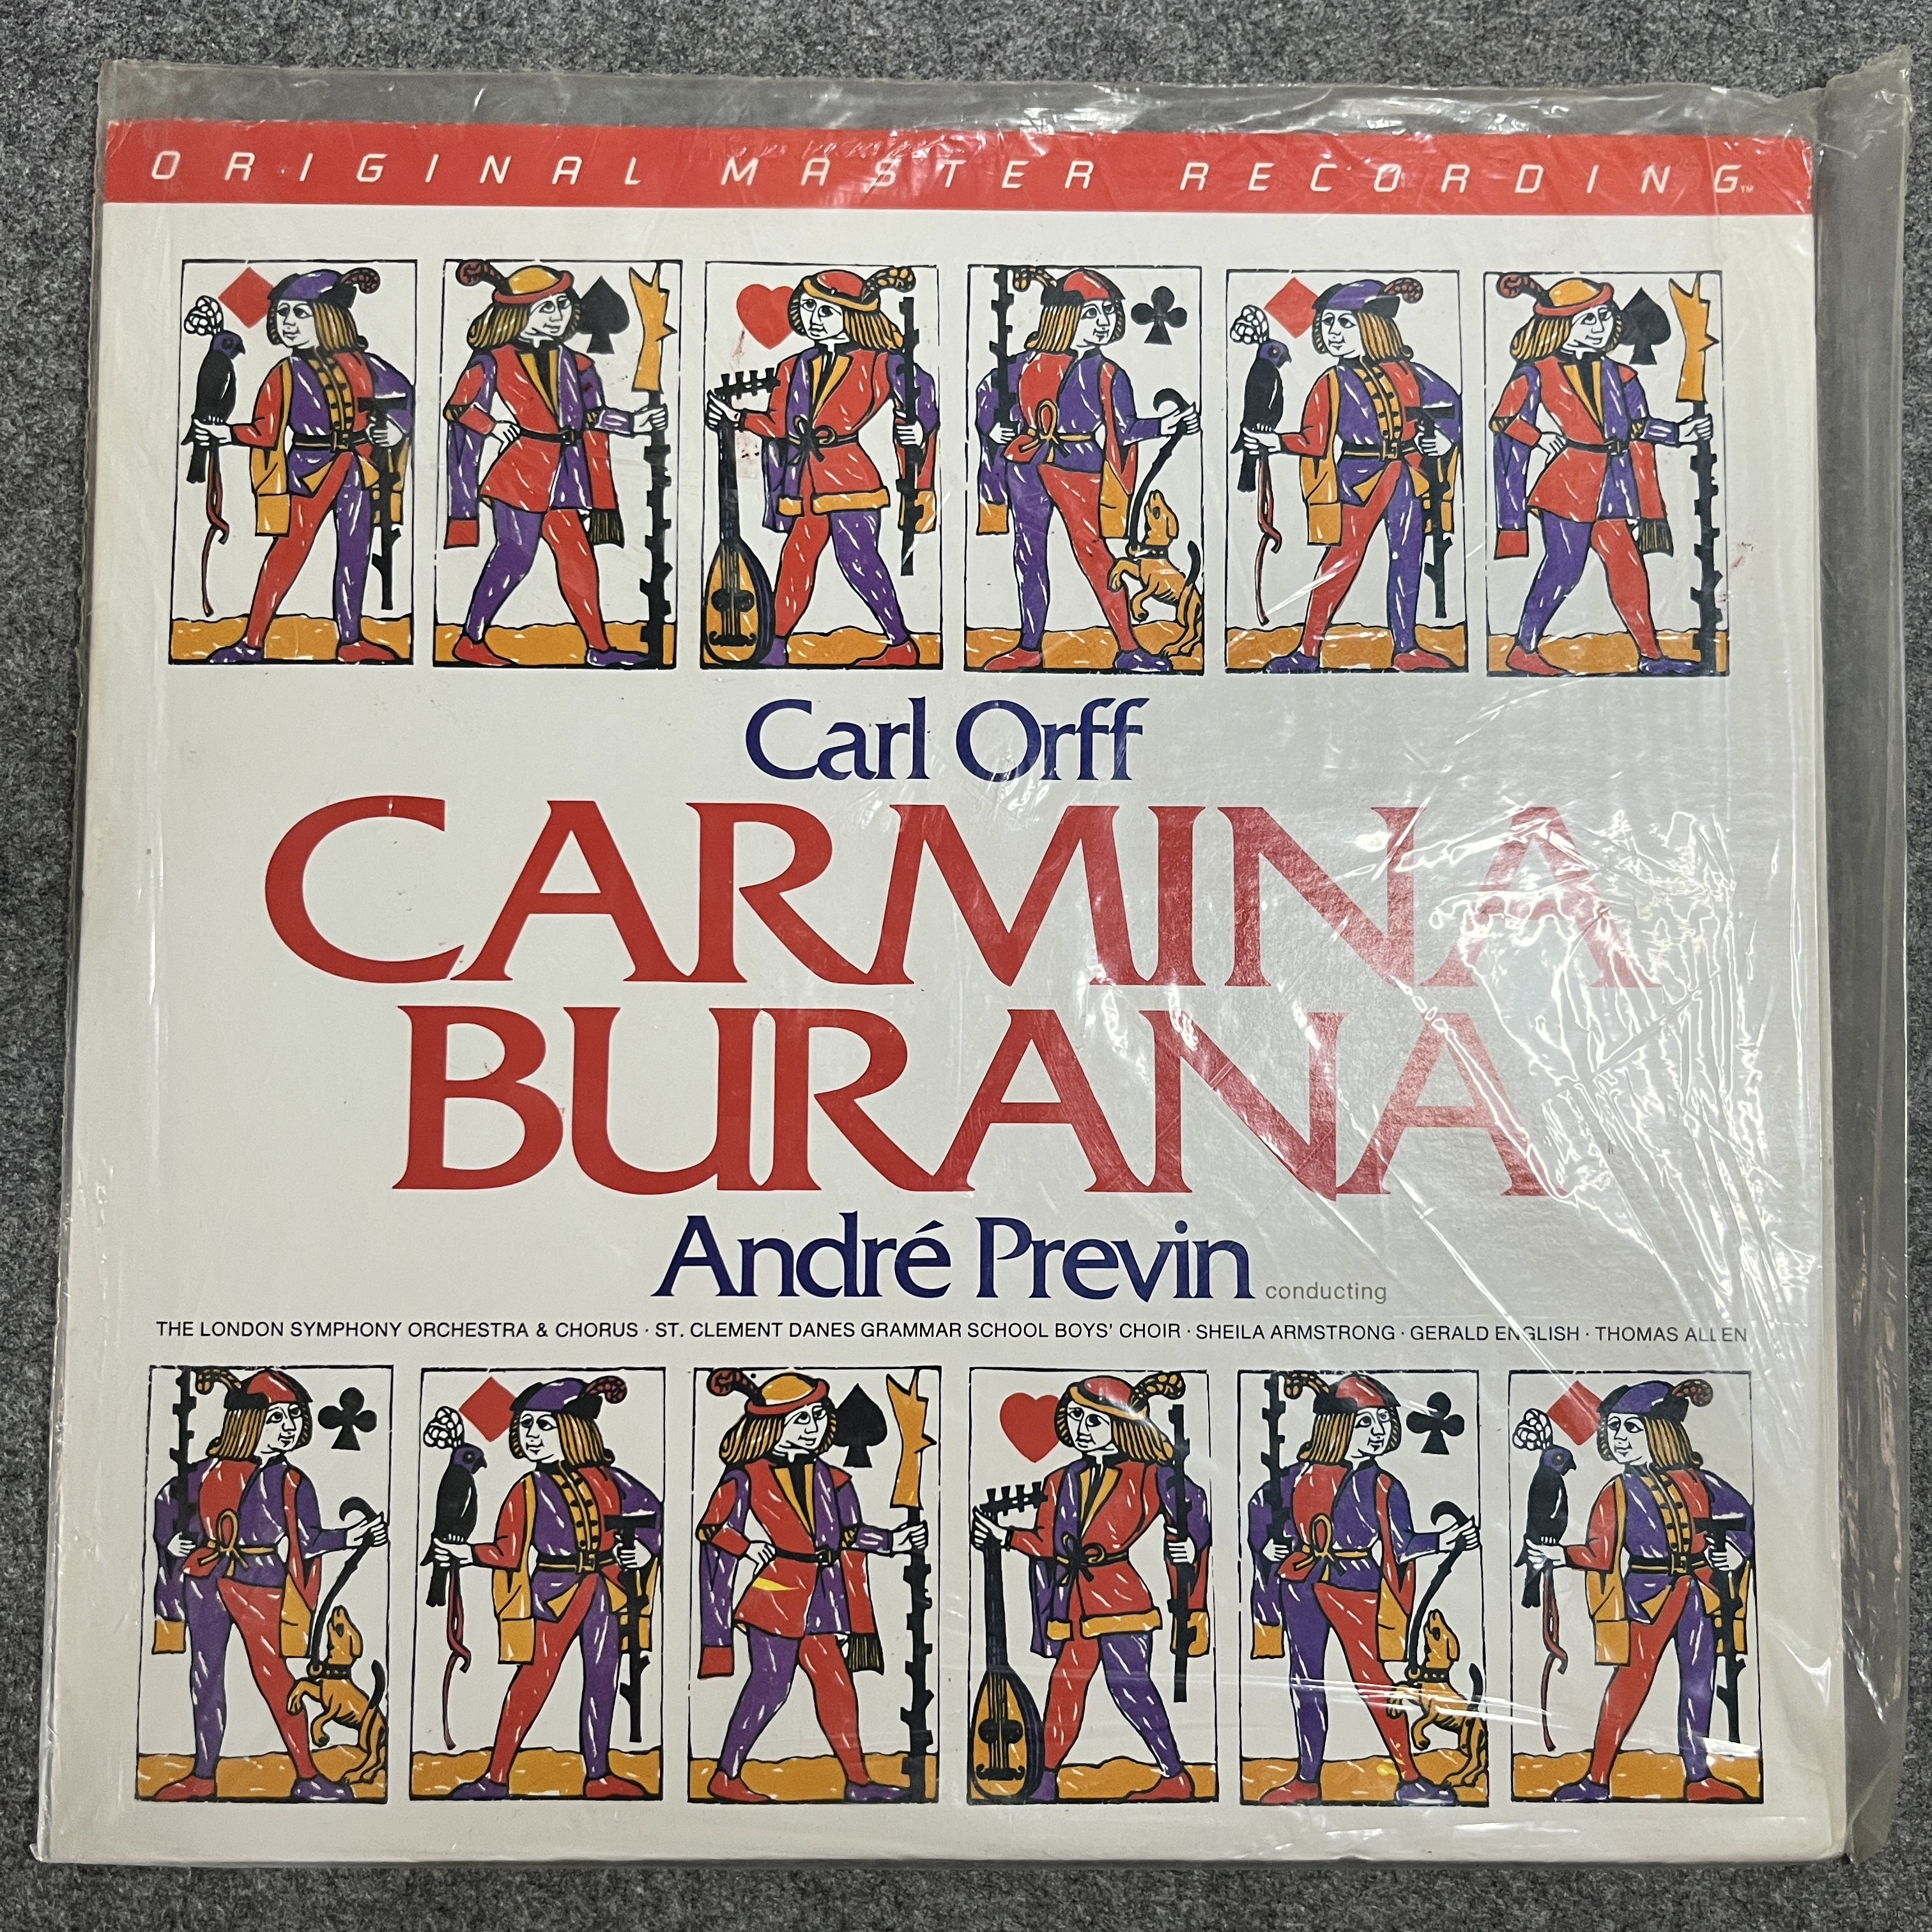 ORIGINAL MASTER RECORDING™
Carl Orff
CARMINA
BURANA
André Previn conducting
THE LONDON SYMPHONY ORCHESTRA & CHORUS · ST. CLEMENT DANES GRAMMAR SCHOOL BOYS' CHOIR · SHEILA ARMSTRONG · GERALD ENGLISH · THOMAS ALLEN